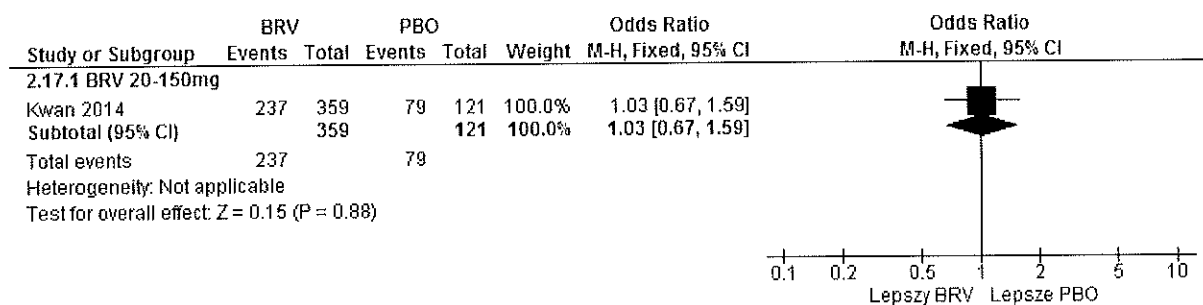 BRV PBO Odds Ratio Odds Ratio
Study or Subgroup Events Total Events Total Weight M-H, Fixed, 95% CI M-H, Fixed, 95% CI
2.17.1 BRV 20-150mg
Kwan 2014 237 359 79 121 100.0% 1.03 [0.67, 1.59]
Subtotal (95% CI) 359 121 100.0% 1.03 [0.67, 1.59]
Total events 237 79
Heterogeneity: Not applicable
Test for overall effect: Z = 0.15 (P = 0.88)
0.1 0.2 0.5 1 2 5 10
Lepszy BRV Lepsze PBO